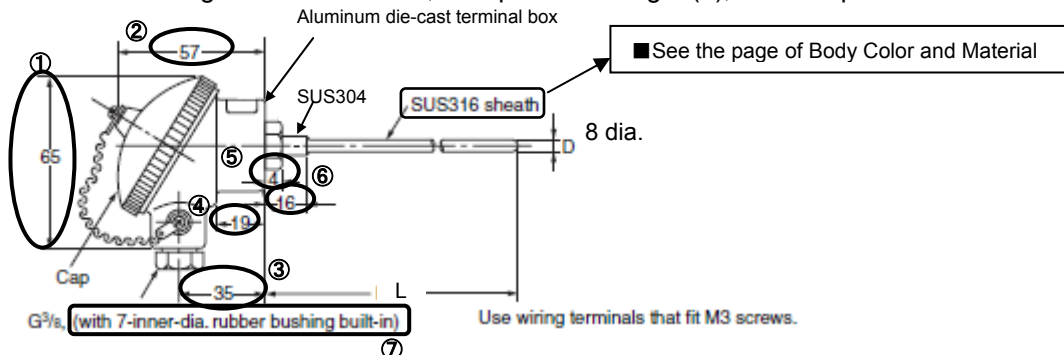 Aluminum die-cast terminal box
② 57
■See the page of Body Color and Material
①
SUS304
SUS316 sheath
8 dia.
D
65
⑤
4
⑥
16
④
19
Cap
③
35
L
G3/8, (with 7-inner-dia. rubber bushing built-in)
Use wiring terminals that fit M3 screws.
⑦